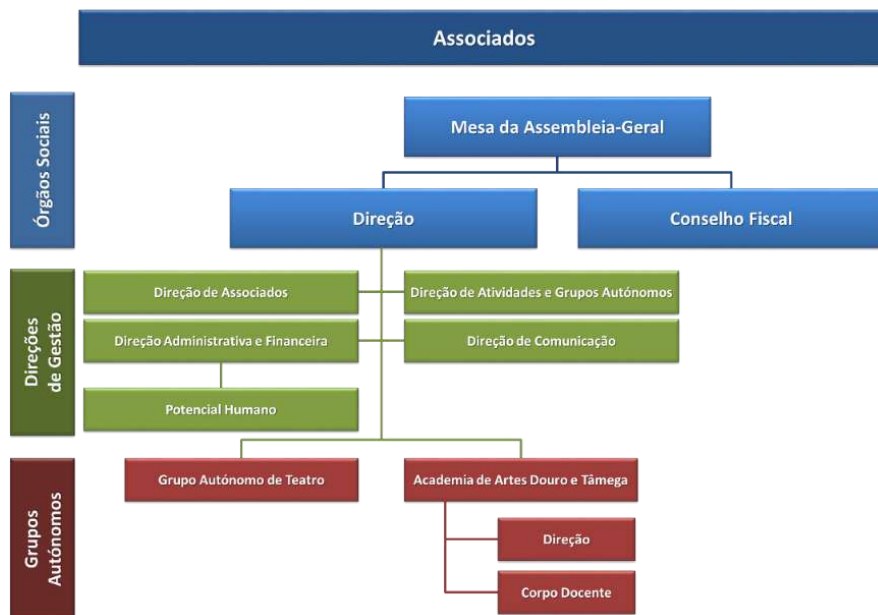 Associados
Órgãos Sociais
Mesa da Assembleia-Geral
Direção
Conselho Fiscal
Direções
de Gestão
Direção de Associados
Direção de Atividades e Grupos Autónomos
Direção Administrativa e Financeira
Direção de Comunicação
Potencial Humano
Grupos
Autónomos
Grupo Autónomo de Teatro
Academia de Artes Douro e Tâmega
Direção
Corpo Docente